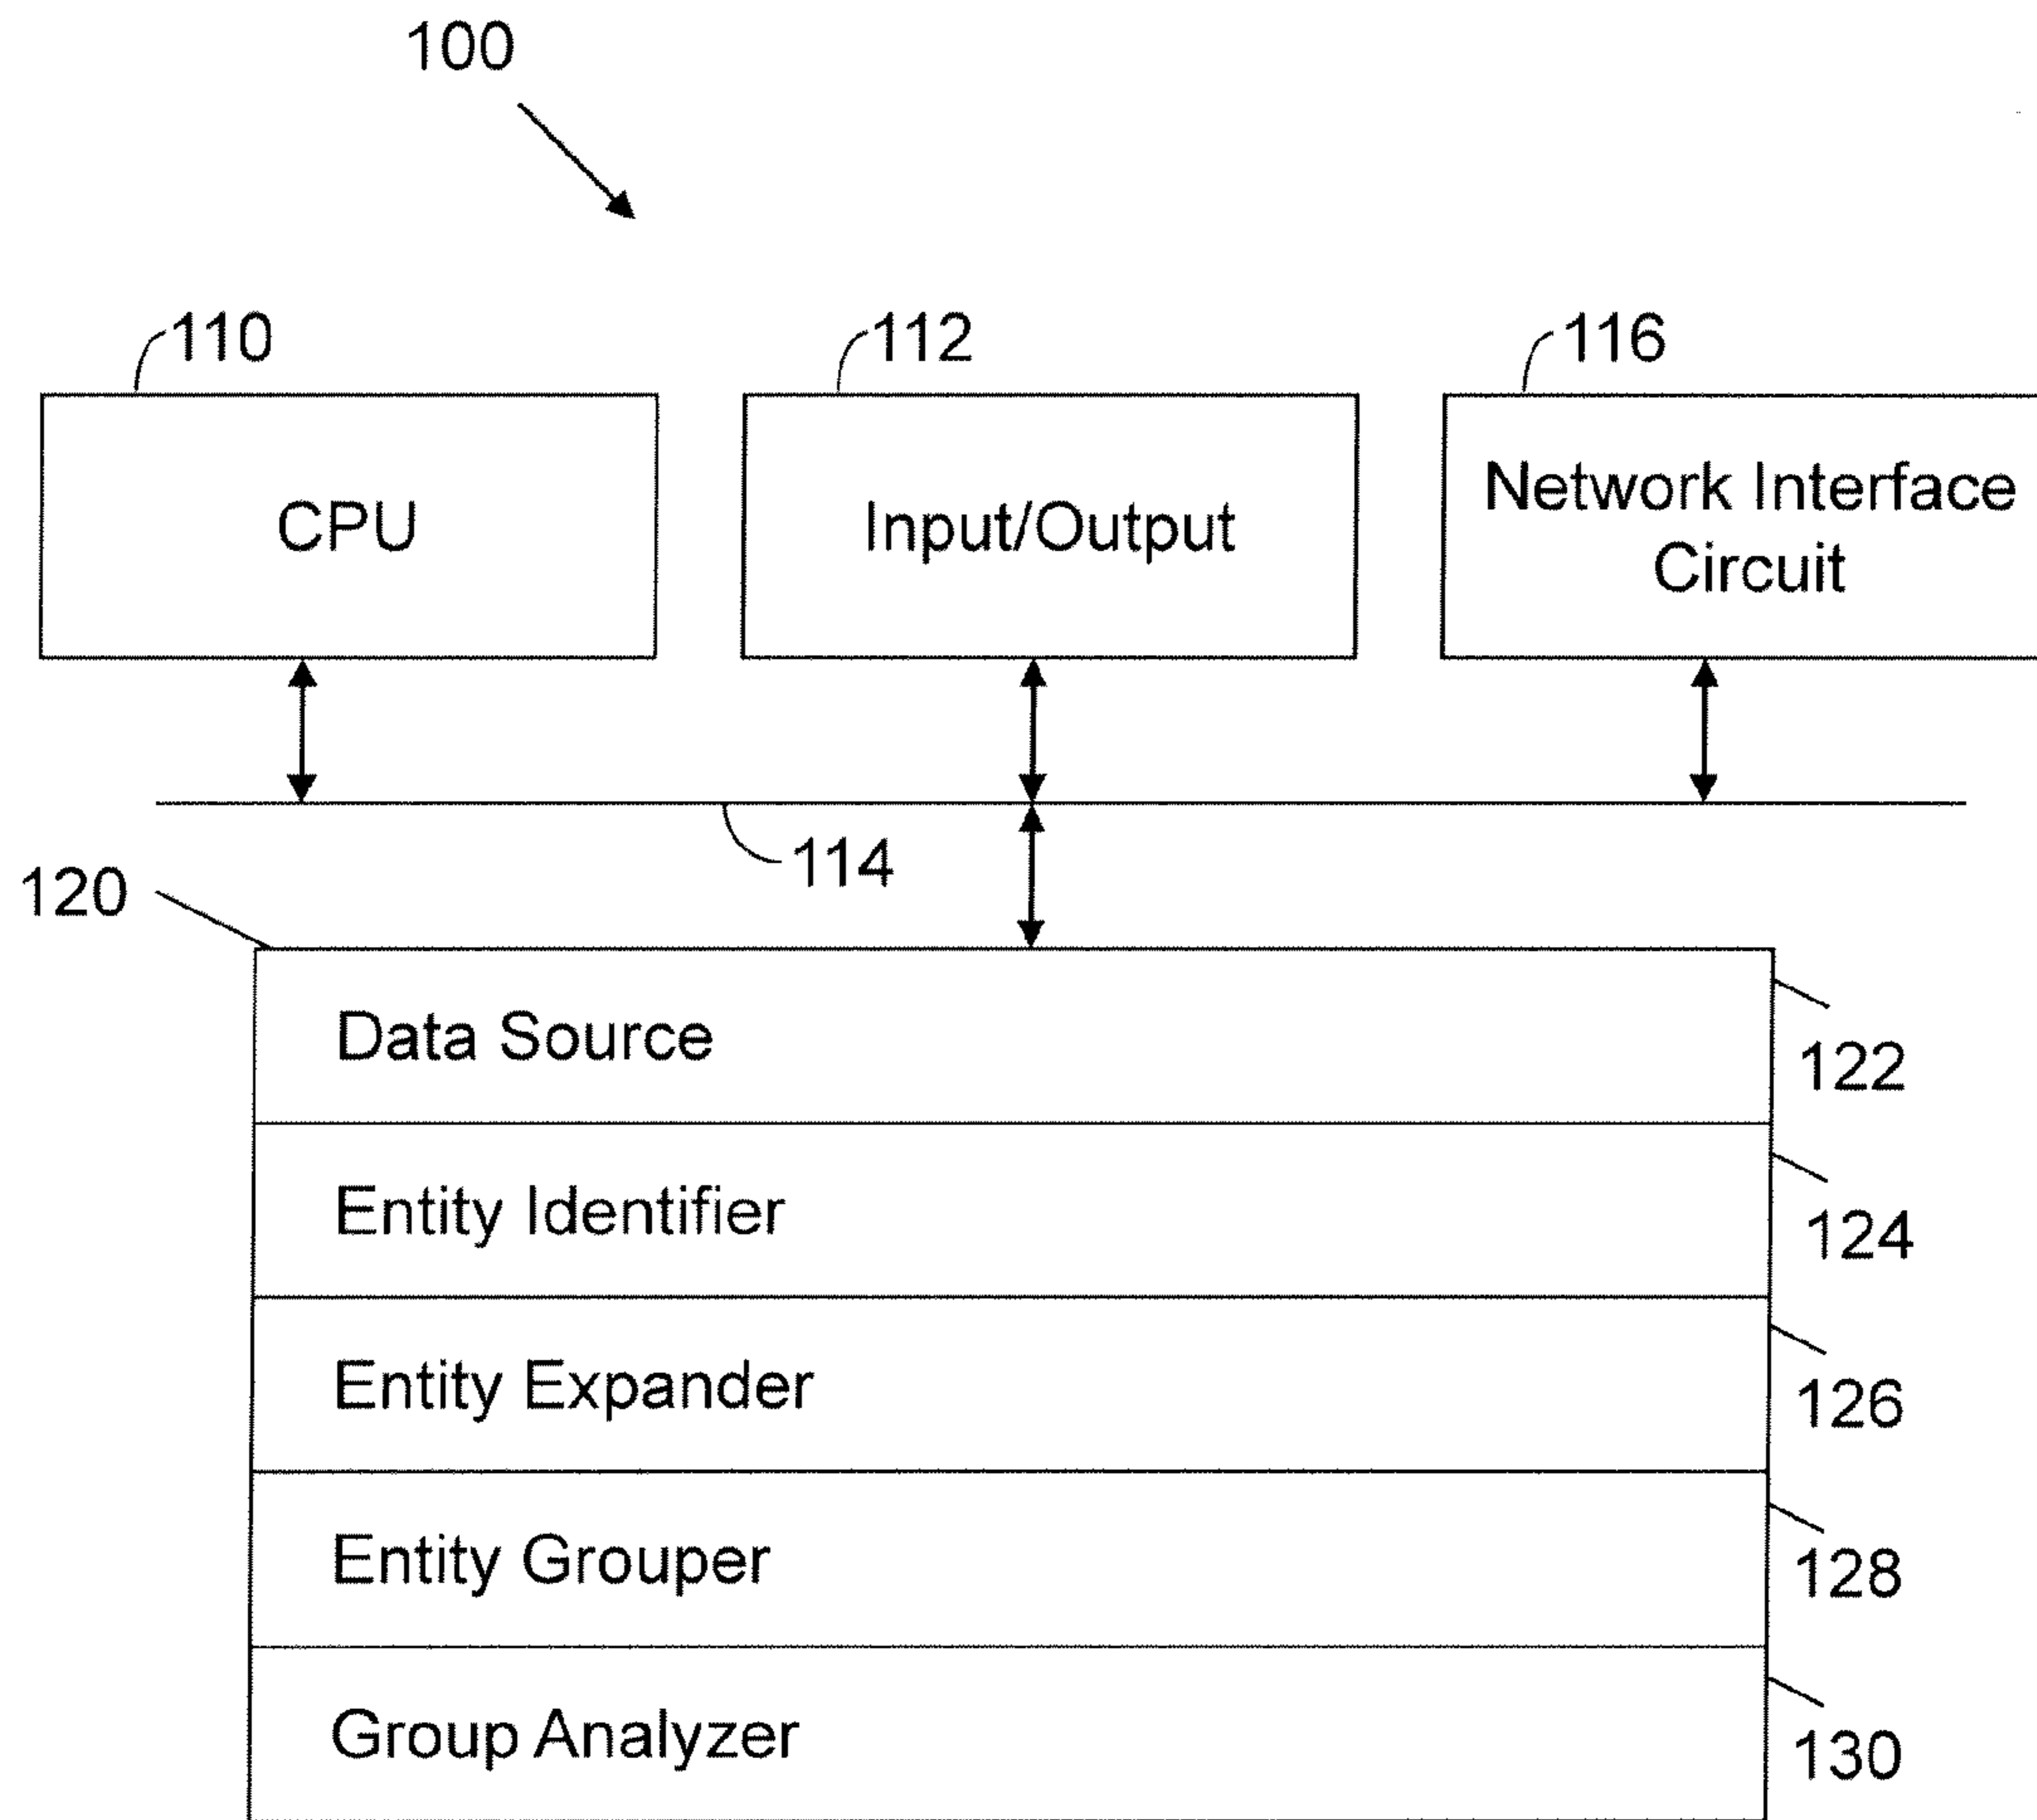 100
110
112
116
CPU
Input/Output
Network Interface
Circuit
114
120
Data Source
122
Entity Identifier
124
Entity Expander
126
Entity Grouper
128
Group Analyzer
130